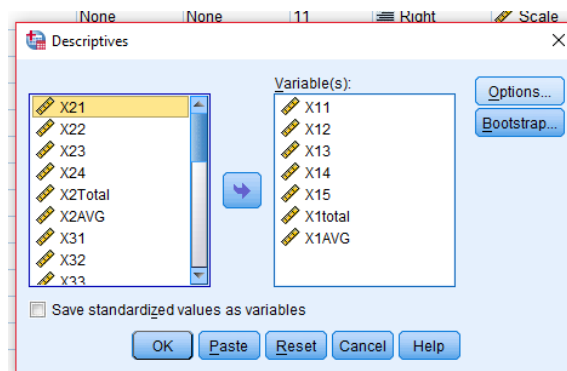 None None 11 Right Scale
Descriptives
X21
X22
X23
X24
X2Total
X2AVG
X31
X32
X33
Variable(s):
X11
X12
X13
X14
X15
X1total
X1AVG
Options...
Bootstrap...
Save standardized values as variables
OK Paste Reset Cancel Help